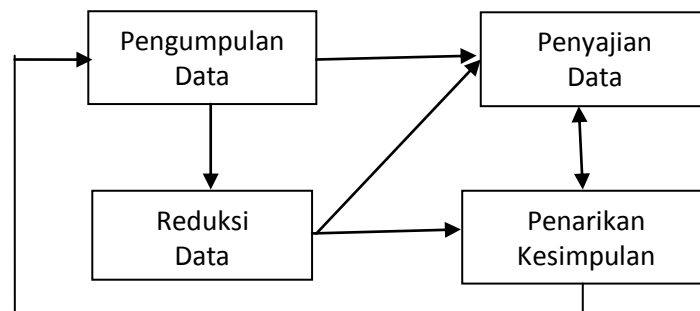 Pengumpulan
Data
Penyajian
Data
Reduksi
Data
Penarikan
Kesimpulan